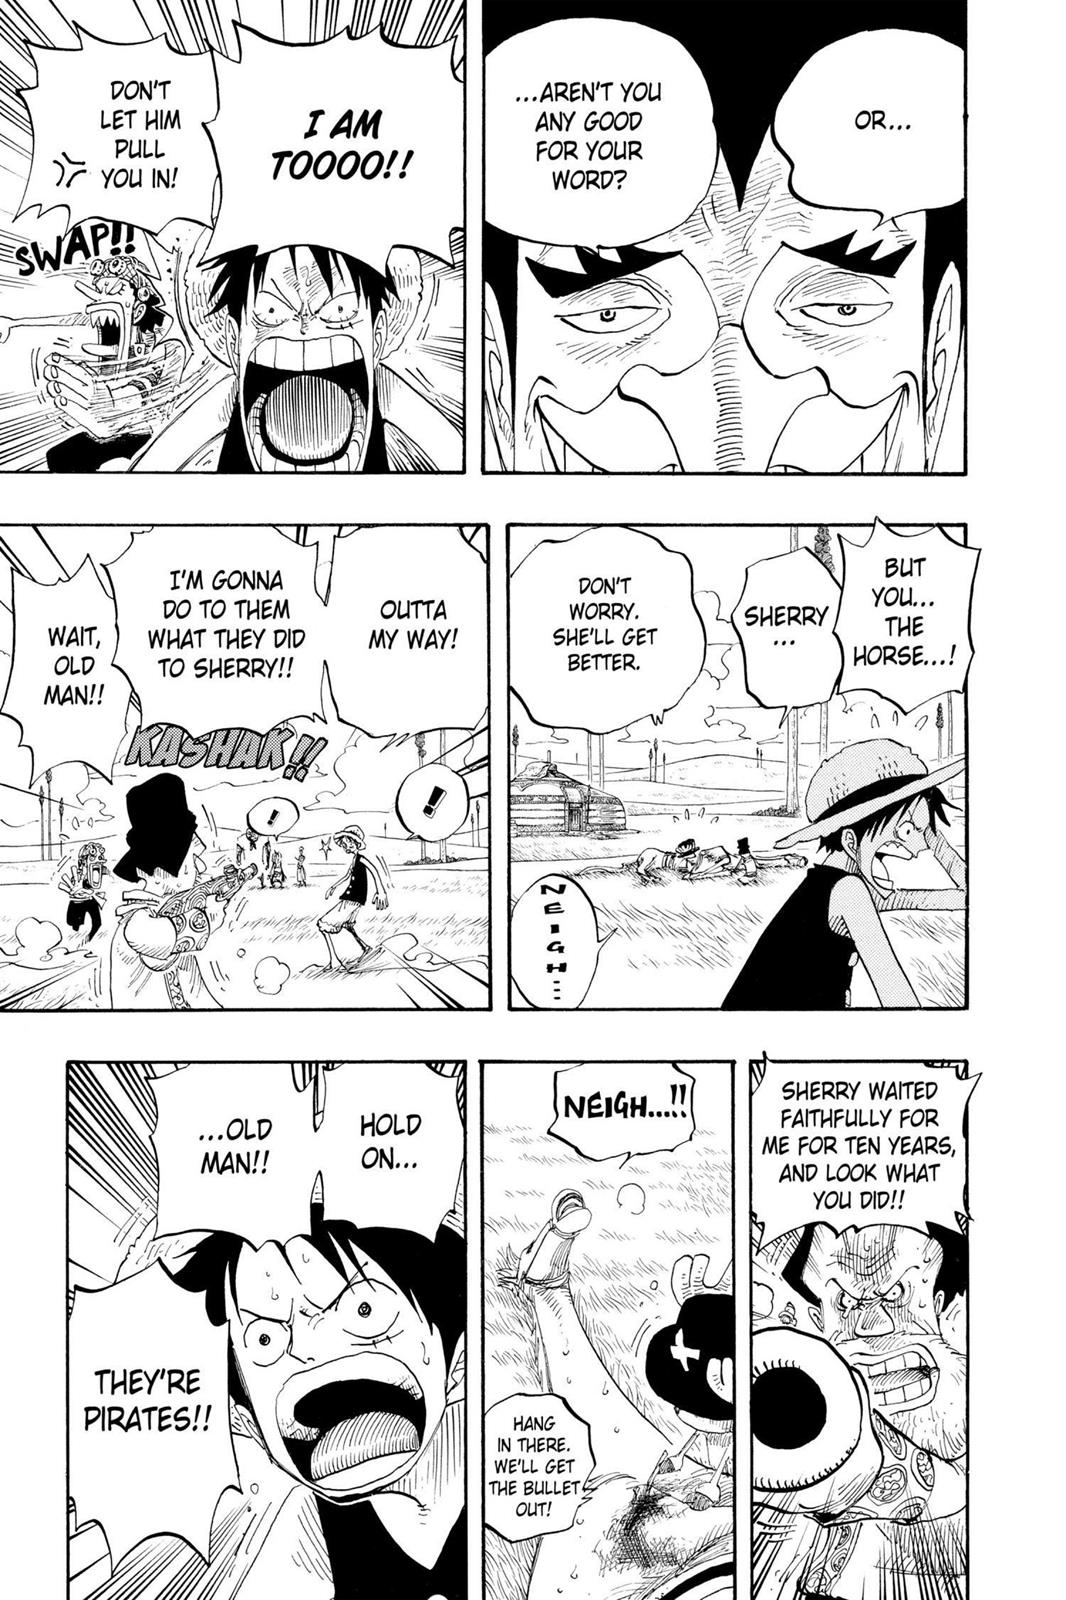 OR...
...AREN'T YOU
ANY GOOD
FOR YOUR
WORD?
I AM
TOOOO!!
DON'T
LET HIM
PULL
YOU IN!
SWAP!!
BUT
YOU...
THE
HORSE...!
SHERRY
...
DON'T
WORRY.
SHE'LL GET
BETTER.
NEIGH...
OUTTA
MY WAY!
I'M GONNA
DO TO THEM
WHAT THEY DID
TO SHERRY!!
WAIT,
OLD
MAN!!
KASHAK!!
!
!
SHERRY WAITED
FAITHFULLY FOR
ME FOR TEN YEARS,
AND LOOK WHAT
YOU DID!!
NEIGH...!!
HANG
IN THERE.
WE'LL GET
THE BULLET
OUT!
HOLD
ON...
...OLD
MAN!!
THEY'RE
PIRATES!!